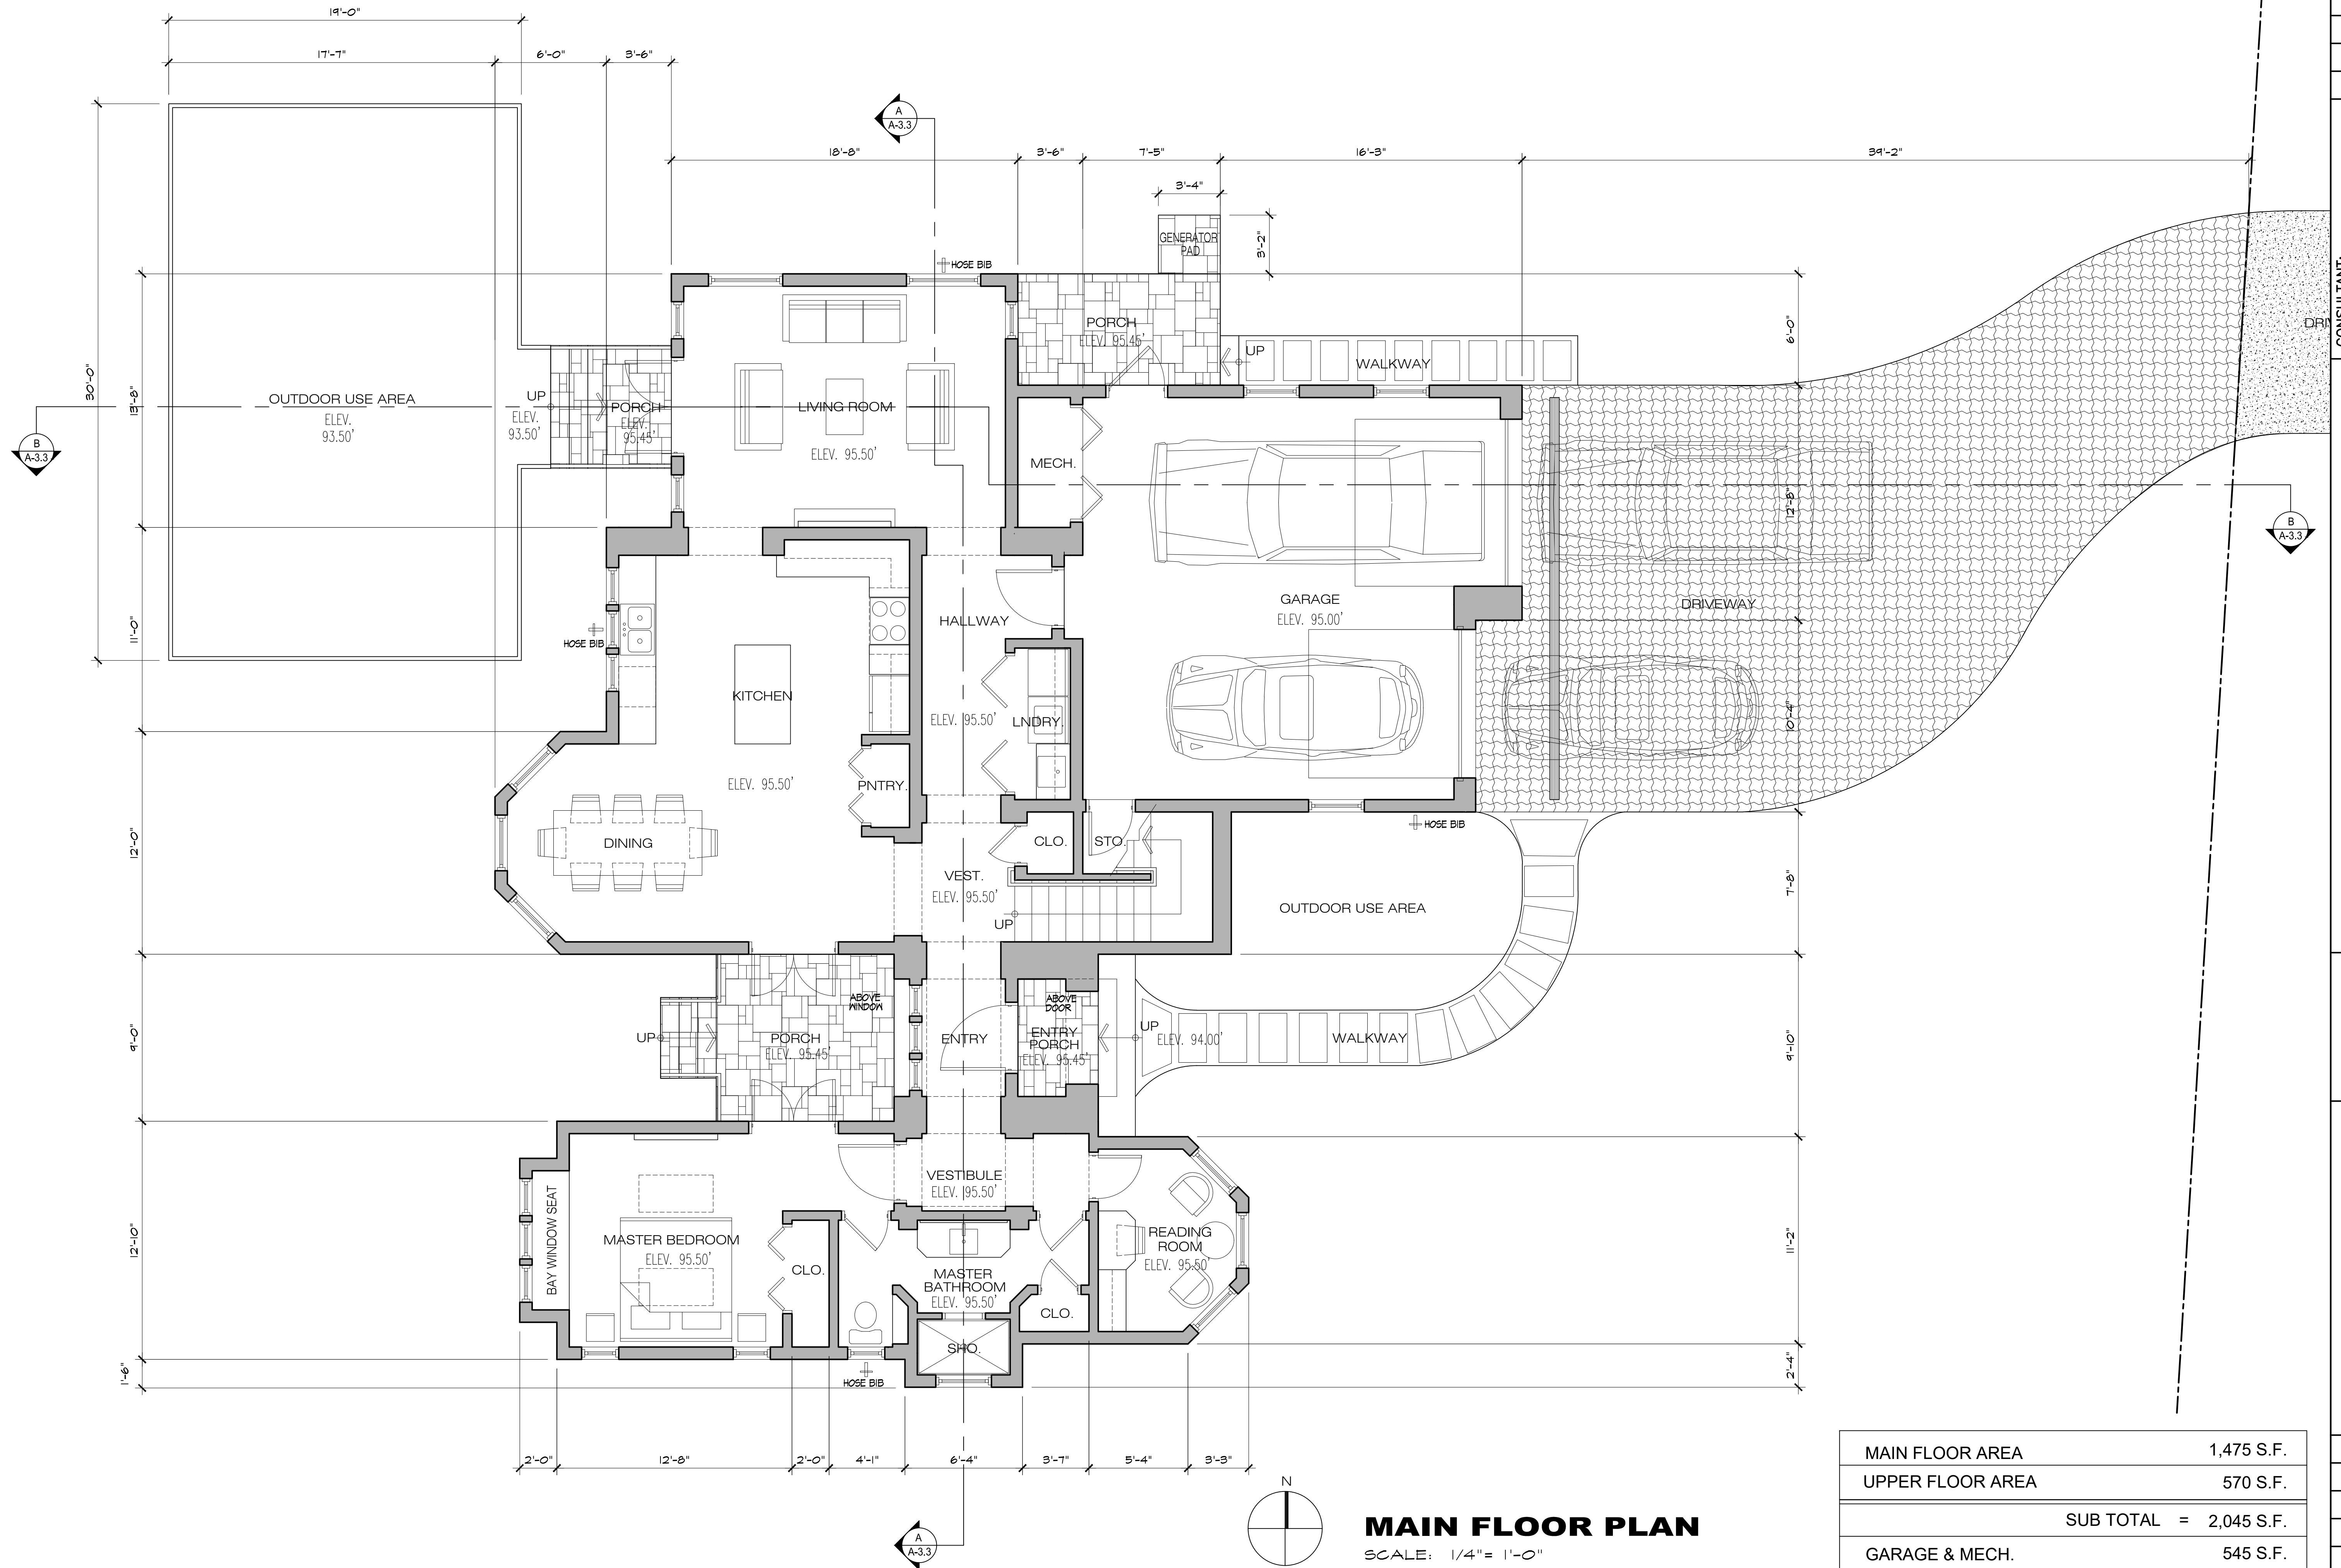 19'-0"
17'-7"
6'-0"
3'-6"
A
A-3.3
18'-8"
3'-6"
7'-5"
16'-3"
39'-2"
3'-4"
GENERATOR
PAD
3'-2"
HOSE BIB
CONSULTANT:
30'-0"
13'-8"
OUTDOOR USE AREA
ELEV.
93.50'
UP
ELEV.
93.50'
PORCH
ELEV.
95.45'
LIVING ROOM
ELEV. 95.50'
PORCH
ELEV. 95.45'
UP
WALKWAY
6'-0"
B
A-3.3
MECH.
12'-8"
B
A-3.3
11'-0"
HOSE BIB
HALLWAY
GARAGE
ELEV. 95.00'
DRIVEWAY
KITCHEN
ELEV. 95.50'
LNDRY.
10'-4"
ELEV. 95.50'
PNTRY.
12'-0"
DINING
CLO.
STO.
HOSE BIB
VEST.
ELEV. 95.50'
UP
OUTDOOR USE AREA
7'-8"
9'-0"
ABOVE
WINDOW
UP
PORCH
ELEV. 95.45'
ENTRY
ABOVE
DOOR
ENTRY
PORCH
ELEV. 95.45'
UP
ELEV. 94.00'
WALKWAY
9'-10"
VESTIBULE
ELEV. 95.50'
12'-10"
BAY WINDOW SEAT
MASTER BEDROOM
ELEV. 95.50'
CLO.
MASTER
BATHROOM
ELEV. 95.50'
CLO.
READING
ROOM
ELEV. 95.50'
11'-2"
SHO.
1'-6"
HOSE BIB
2'-4"
2'-0"
12'-8"
2'-0"
4'-1"
6'-4"
3'-7"
5'-4"
3'-3"
A
A-3.3
N
MAIN FLOOR PLAN
SCALE: 1/4"= 1'-0"
MAIN FLOOR AREA 1,475 S.F.
UPPER FLOOR AREA 570 S.F.
SUB TOTAL = 2,045 S.F.
GARAGE & MECH. 545 S.F.